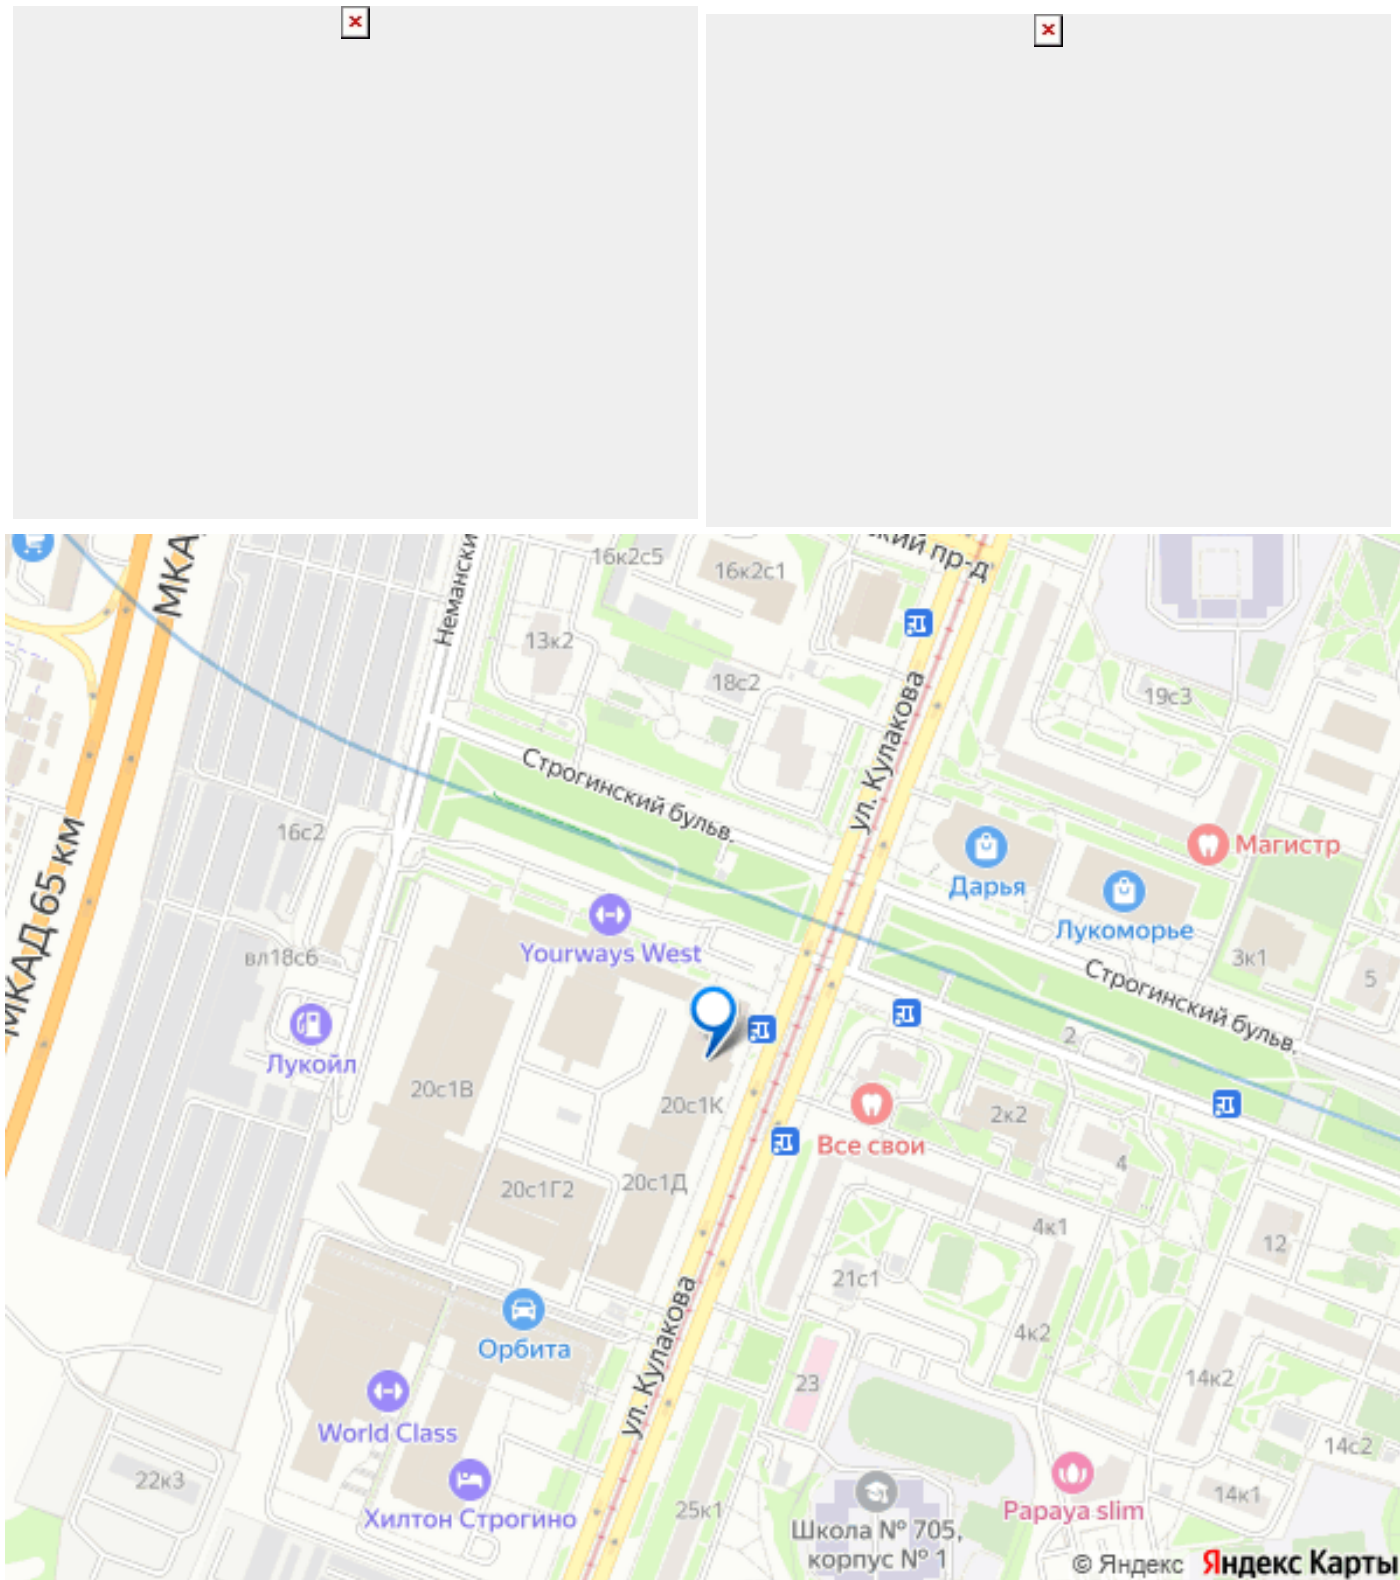 МКА
Немански
16к2с5
16к2с1
ский пр-д
13к2
18с2
19с3
ул. Кулакова
Строгинский бульв.
16с2
МКАД 65 км
Дарья
Магистр
Лукоморье
Yourways West
вл18с6
3к1
5
Строгинский бульв.
Лукойл
2
20с1В
20с1К
2к2
Все свои
4
20с1Г2
20с1Д
4к1
12
21с1
ул. Кулакова
4к2
Орбита
23
14к2
World Class
14с2
22к3
Хилтон Строгино
25к1
14к1
Papaya slim
Школа № 705,
корпус № 1
© Яндекс Яндекс Карты